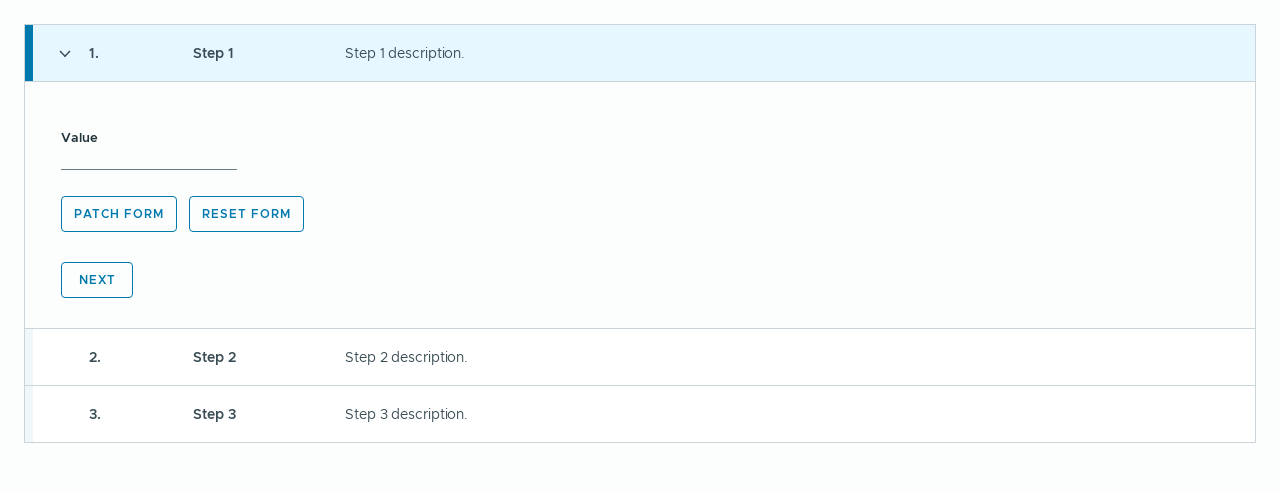 1. Step 1 Step 1 description.
Value
PATCH FORM RESET FORM
NEXT
2. Step 2 Step 2 description.
3. Step 3 Step 3 description.